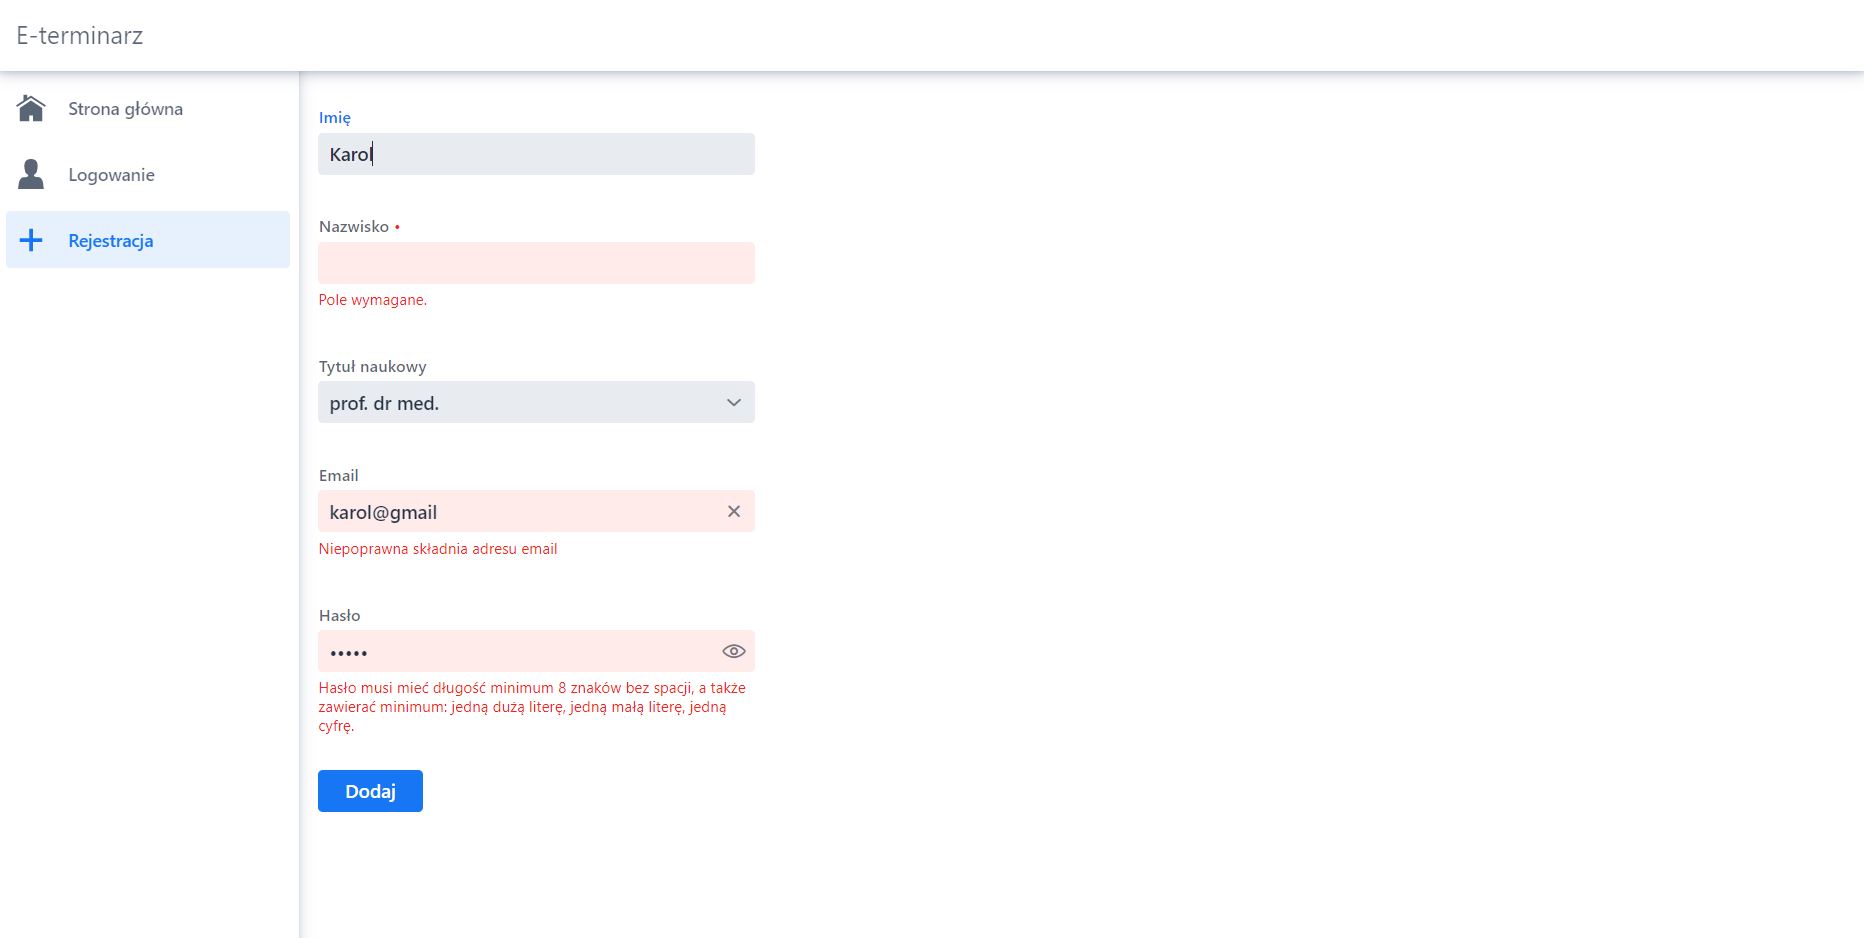 E-terminarz
Strona główna
Logowanie
Rejestracja
Imię
Karol
Nazwisko •
Pole wymagane.
Tytuł naukowy
prof. dr med.
Email
karol@gmail
Niepoprawna składnia adresu email
Hasło
•••••
Hasło musi mieć długość minimum 8 znaków bez spacji, a także
zawierać minimum: jedną dużą literę, jedną małą literę, jedną
cyfrę.
Dodaj